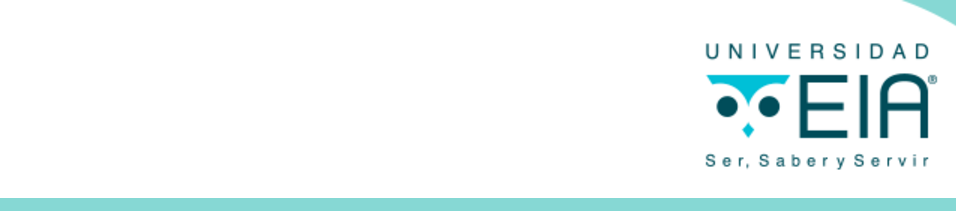 UNIVERSIDAD
EIA®
Ser, Saber y Servir